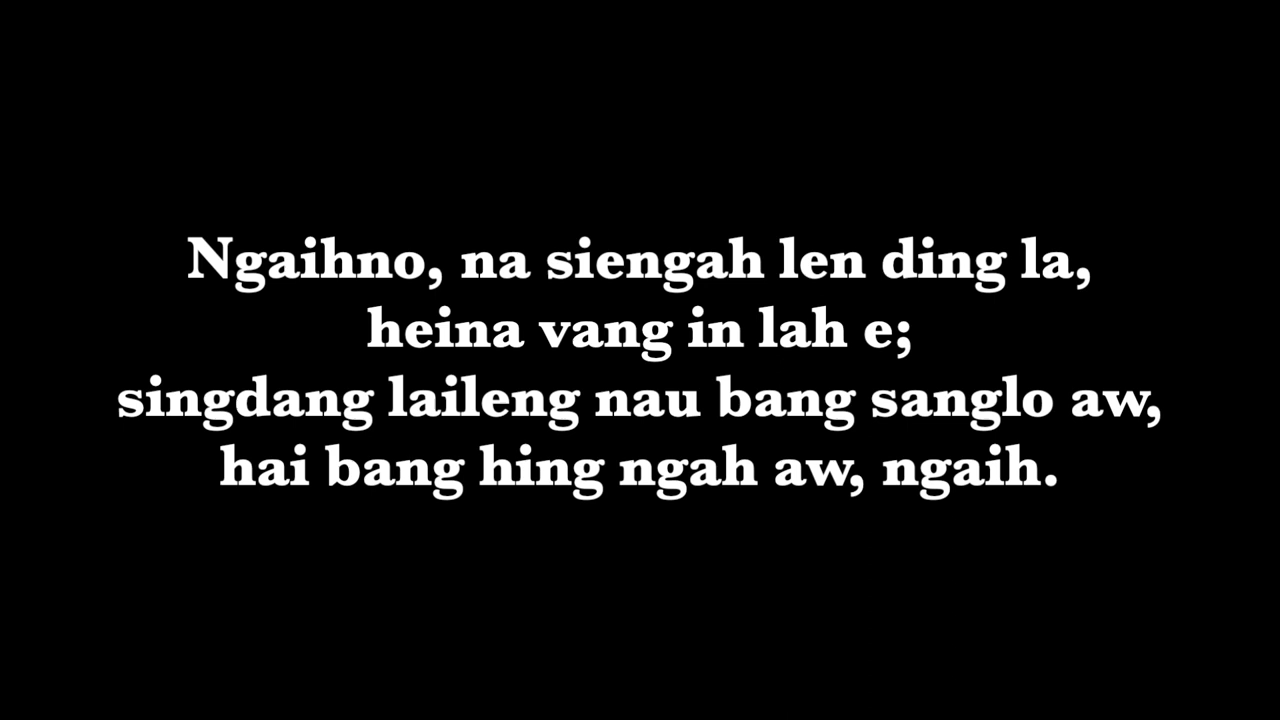 Ngaihno, na siengah len ding la,
heina vang in lah e;
singdang laileng nau bang sanglo aw,
hai bang hing ngah aw, ngaih.